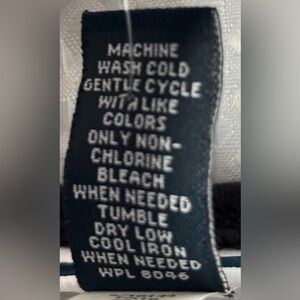 MACHINE
WASH COLD
GENTLE CYCLE
WITH LIKE
COLORS
ONLY NON-
CHLORINE
BLEACH
WHEN NEEDED
TUMBLE
DRY LOW
COOL IRON
WHEN NEEDED
WPL 6096